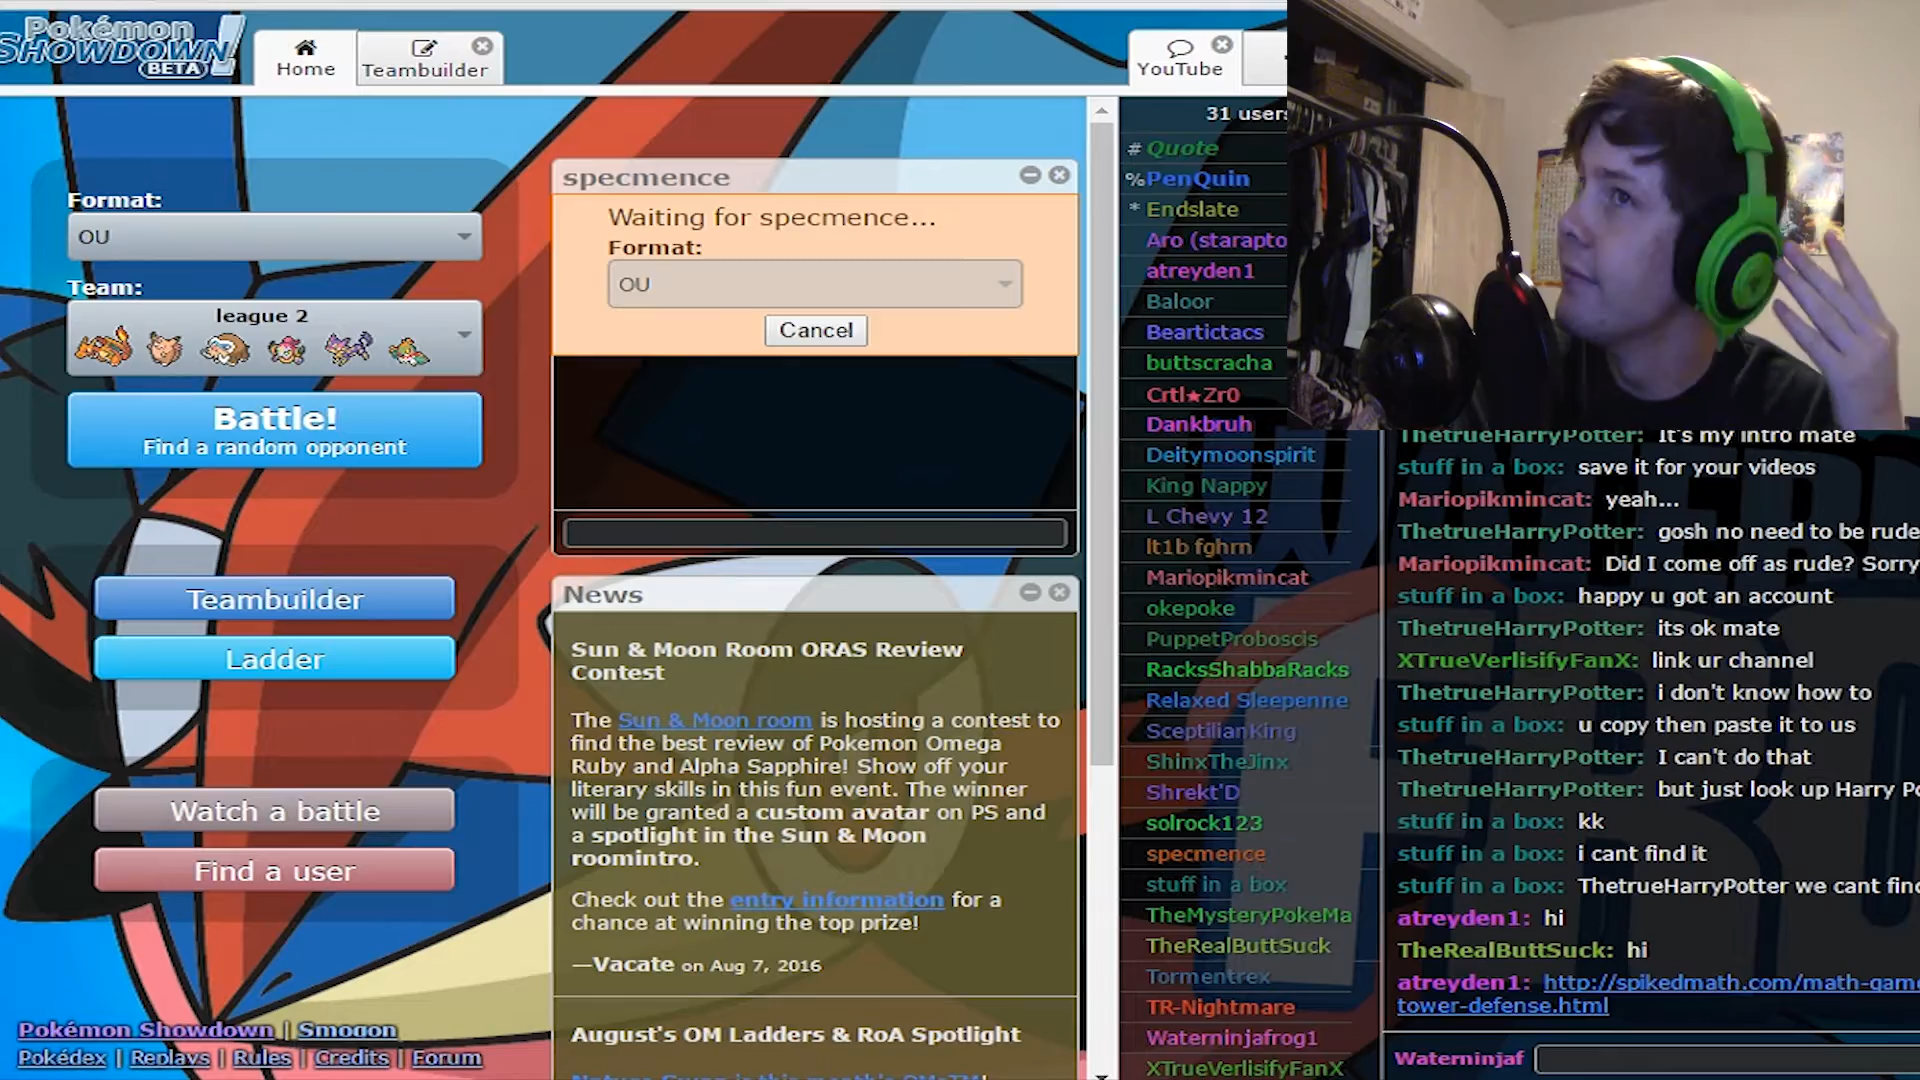 Pokémon
SHOWDOWN!
BETA
Home
Teambuilder
YouTube
Format:
OU
Team:
league 2
Battle!
Find a random opponent
Teambuilder
Ladder
Watch a battle
Find a user
Pokémon Showdown | Smogon
Pokédex | Replays | Rules | Credits | Forum
specmence
Waiting for specmence...
Format:
OU
Cancel
News
Sun & Moon Room ORAS Review
Contest
The Sun & Moon room is hosting a contest to
find the best review of Pokemon Omega
Ruby and Alpha Sapphire! Show off your
literary skills in this fun event. The winner
will be granted a custom avatar on PS and
a spotlight in the Sun & Moon
roomintro.
Check out the entry information for a
chance at winning the top prize!
—Vacate on Aug 7, 2016
August's OM Ladders & RoA Spotlight
31 users
# Quote
% PenQuin
* Endslate
Aro (starapto
atreyden1
Baloor
Beartictacs
buttscracha
Crtl★Zr0
Dankbruh
Deitymoonspirit
King Nappy
L Chevy 12
lt1b fghrn
Mariopikmincat
okepoke
PuppetProboscis
RacksShabbaRacks
Relaxed Sleepenne
SceptilianKing
ShinxTheJinx
Shrekt'D
solrock123
specmence
stuff in a box
TheMysteryPokeMa
TheRealButtSuck
Tormentrex
TR-Nightmare
Waterninjafrog1
XTrueVerlisifyFanX
ThetrueHarryPotter: It's my intro mate
stuff in a box: save it for your videos
Mariopikmincat: yeah...
ThetrueHarryPotter: gosh no need to be rude
Mariopikmincat: Did I come off as rude? Sorry
stuff in a box: happy u got an account
ThetrueHarryPotter: its ok mate
XTrueVerlisifyFanX: link ur channel
ThetrueHarryPotter: i don't know how to
stuff in a box: u copy then paste it to us
ThetrueHarryPotter: I can't do that
ThetrueHarryPotter: but just look up Harry Po
stuff in a box: kk
stuff in a box: i cant find it
stuff in a box: ThetrueHarryPotter we cant find
atreyden1: hi
TheRealButtSuck: hi
atreyden1: http://spikedmath.com/math-game
tower-defense.html
Waterninjaf